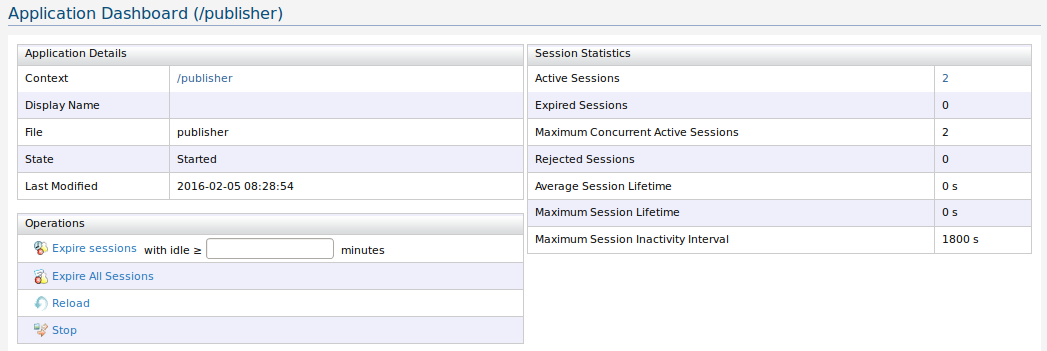 Application Dashboard (/publisher)
Application Details
Context /publisher
Display Name
File publisher
State Started
Last Modified 2016-02-05 08:28:54
Operations
Expire sessions with idle ≥ minutes
Expire All Sessions
Reload
Stop
Session Statistics
Active Sessions 2
Expired Sessions 0
Maximum Concurrent Active Sessions 2
Rejected Sessions 0
Average Session Lifetime 0 s
Maximum Session Lifetime 0 s
Maximum Session Inactivity Interval 1800 s